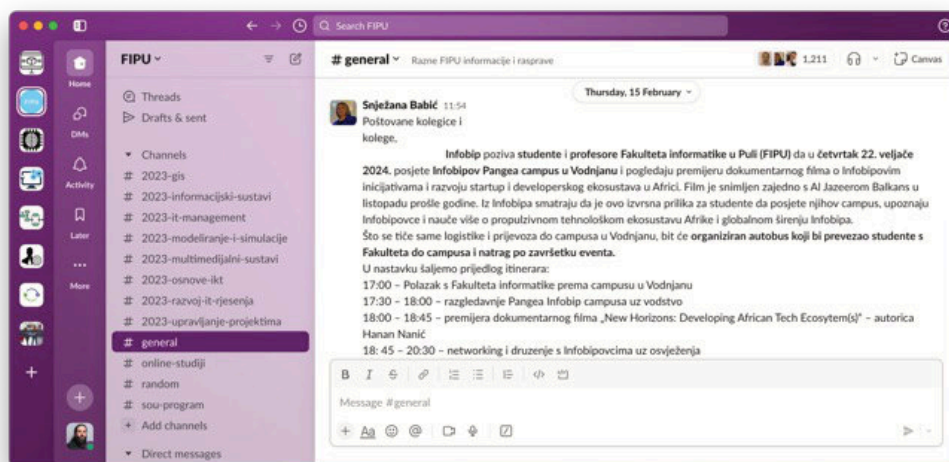 Search FIPU
FIPU
Home
DMs
Activity
Later
More
Threads
Drafts & sent
Channels
# 2023-gis
# 2023-informacijski-sustavi
# 2023-it-management
# 2023-modeliranje-i-simulacije
# 2023-multimedijalni-sustavi
# 2023-osnove-ikt
# 2023-razvoj-it-rjesenja
# 2023-upravljanje-projektima
# general
# online-studiji
# random
# sou-program
+ Add channels
Direct messages
# general Razne FIPU informacije i rasprave 1,211 Canvas
Thursday, 15 February
Snježana Babić 11:54
Poštovane kolegice i
kolege,
Infobip poziva studente i profesore Fakulteta informatike u Puli (FIPU) da u četvrtak 22. veljače
2024. posjete Infobipov Pangea campus u Vodnjanu i pogledaju premijeru dokumentarnog filma o Infobipovim
inicijativama i razvoju startup i developerskog ekosustava u Africi. Film je snimljen zajedno s Al Jazeerom Balkans u
listopadu prošle godine. Iz Infobipa smatraju da je ovo izvrsna prilika za studente da posjete njihov campus, upoznaju
Infobipovce i nauče više o propulzivnom tehnološkom ekosustavu Afrike i globalnom širenju Infobipa.
Što se tiče same logistike i prijevoza do campusa u Vodnjanu, bit će organiziran autobus koji bi prevezao studente s
Fakulteta do campusa i natrag po završetku eventa.
U nastavku šaljemo prijedlog itinerara:
17:00 – Polazak s Fakulteta informatike prema campusu u Vodnjanu
17:30 - 18:00 – razgledavnje Pangea Infobip campusa uz vodstvo
18:00 - 18:45 – premijera dokumentarnog filma „New Horizons: Developing African Tech Ecosytem(s)" – autorica
Hanan Nanić
18: 45 – 20:30 – networking i druzenje s Infobipovcima uz osvježenja
B I S
Message #general
+ Aa @